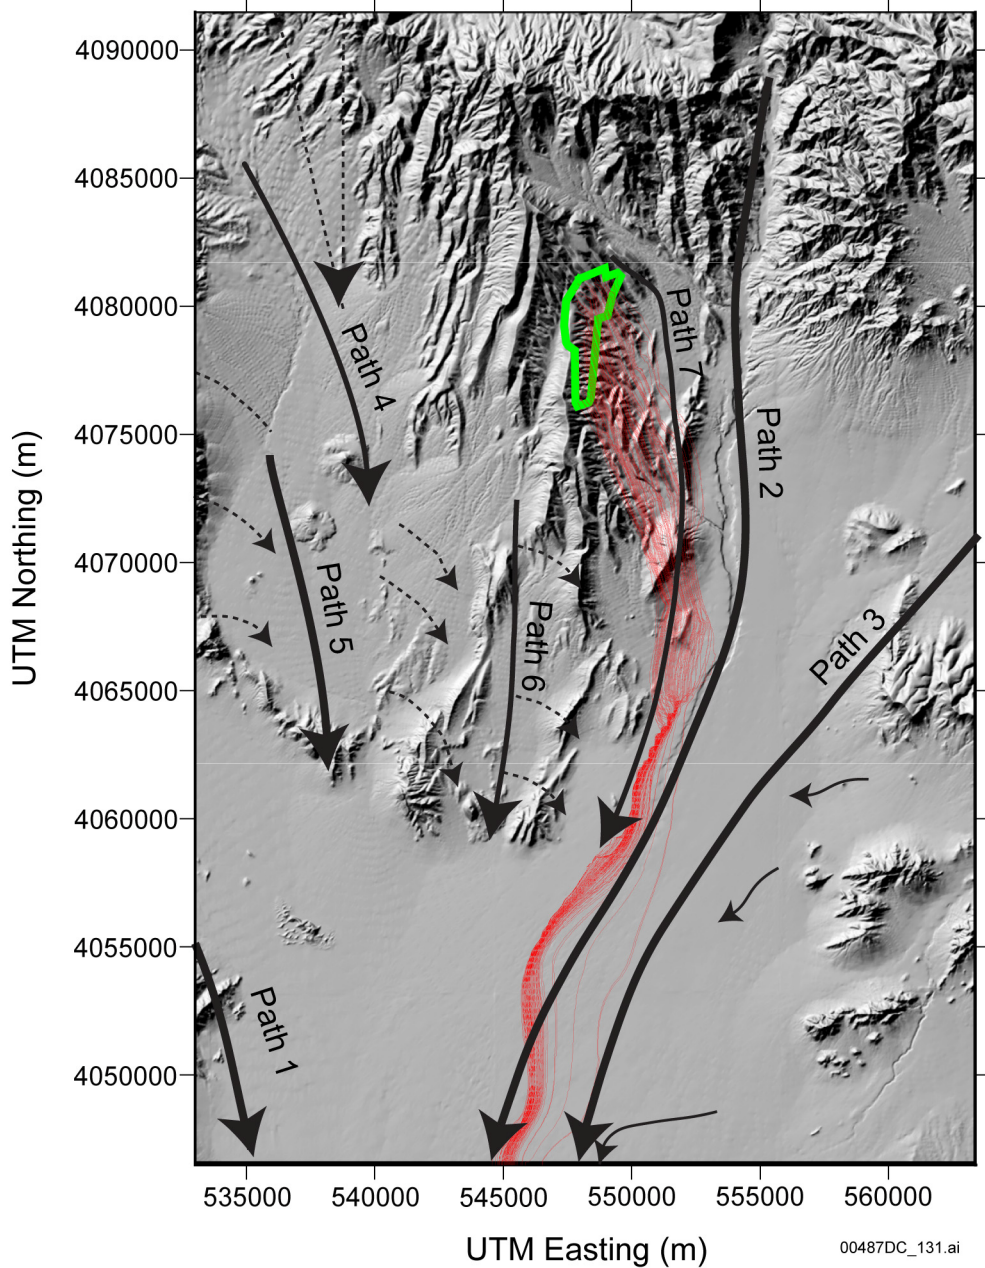 4090000
4085000
4080000
4075000
4070000
4065000
4060000
4055000
4050000
UTM Northing (m)
Path 4
Path 7
Path 2
Path 5
Path 6
Path 3
Path 1
535000 540000 545000 550000 555000 560000
UTM Easting (m)
00487DC_131.ai